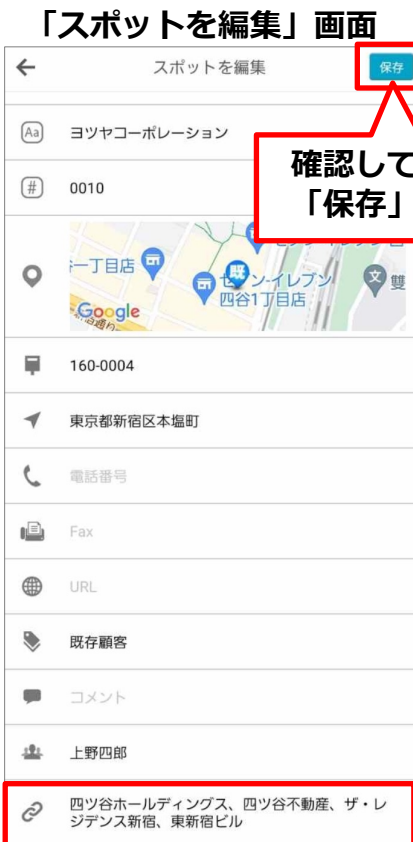 「スポットを編集」画面
スポットを編集
保存
Aa
ヨツヤコーポレーション
確認して
「保存」
#
0010
一丁目店
既
ン-イレブン
四谷1丁目店
文
雙
Google
160-0004
東京都新宿区本塩町
電話番号
Fax
URL
既存顧客
コメント
上野四郎
四ツ谷ホールディングス、四ツ谷不動産、ザ・レ
ジデンス新宿、東新宿ビル